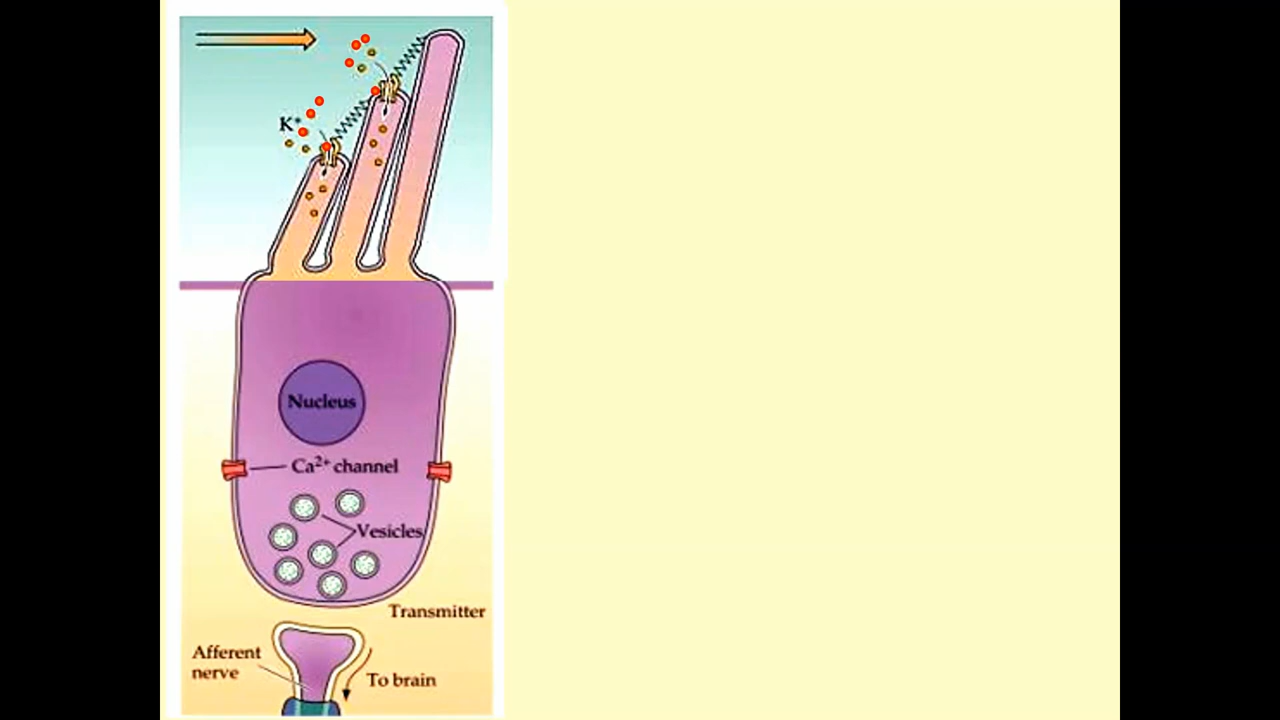 K+
Nucleus
Ca2+ channel
Vesicles
Transmitter
Afferent
nerve
To brain